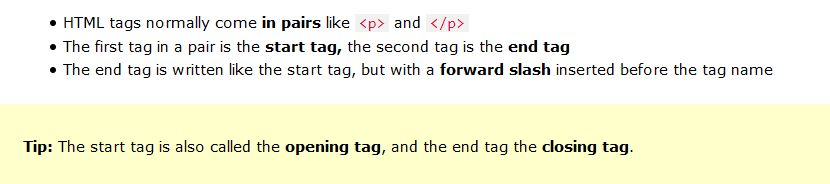 • HTML tags normally come in pairs like <p> and </p>
• The first tag in a pair is the start tag, the second tag is the end tag
• The end tag is written like the start tag, but with a forward slash inserted before the tag name
Tip: The start tag is also called the opening tag, and the end tag the closing tag.